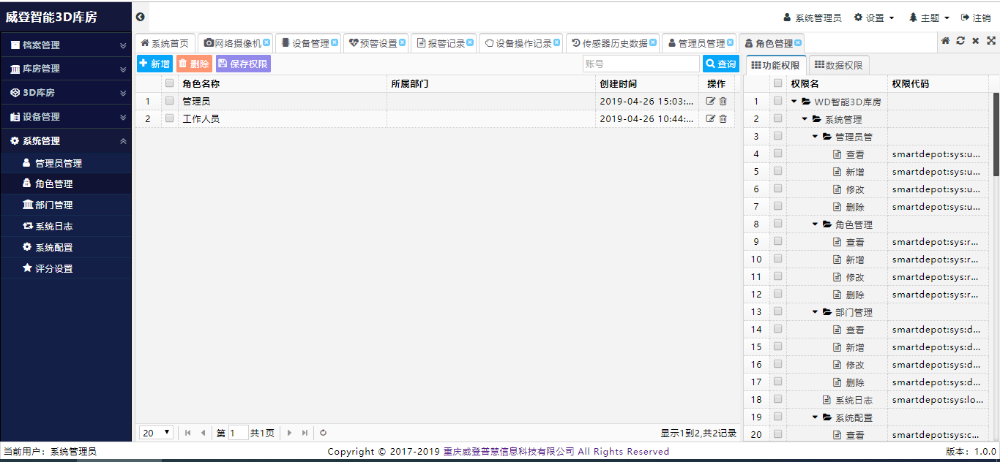 威登智能3D库房
系统管理员 设置 主题 注销
档案管理
库房管理
3D库房
设备管理
系统管理
管理员管理
角色管理
部门管理
系统日志
系统配置
评分设置
系统首页 网络摄像机 设备管理 预警设置 报警记录 设备操作记录 传感器历史数据 管理员管理 角色管理
新增 删除 保存权限 账号 查询
角色名称 所属部门 创建时间 操作
1 管理员 2019-04-26 15:03:...
2 工作人员 2019-04-26 10:44:...
20 第 1 共1页 显示1到2,共2记录
功能权限 数据权限
权限名 权限代码
1 WD智能3D库房
2 系统管理
3 管理员管
4 查看 smartdepot:sys:u...
5 新增 smartdepot:sys:u...
6 修改 smartdepot:sys:u...
7 删除 smartdepot:sys:u...
8 角色管理
9 查看 smartdepot:sys:r...
10 新增 smartdepot:sys:r...
11 修改 smartdepot:sys:r...
12 删除 smartdepot:sys:r...
13 部门管理
14 查看 smartdepot:sys:d...
15 新增 smartdepot:sys:d...
16 修改 smartdepot:sys:d...
17 删除 smartdepot:sys:d...
18 系统日志 smartdepot:sys:lo...
19 系统配置
20 查看 smartdepot:sys:c...
当前用户：系统管理员 Copyright © 2017-2019 重庆威登普慧信息科技有限公司 All Rights Reserved 版本：1.0.0